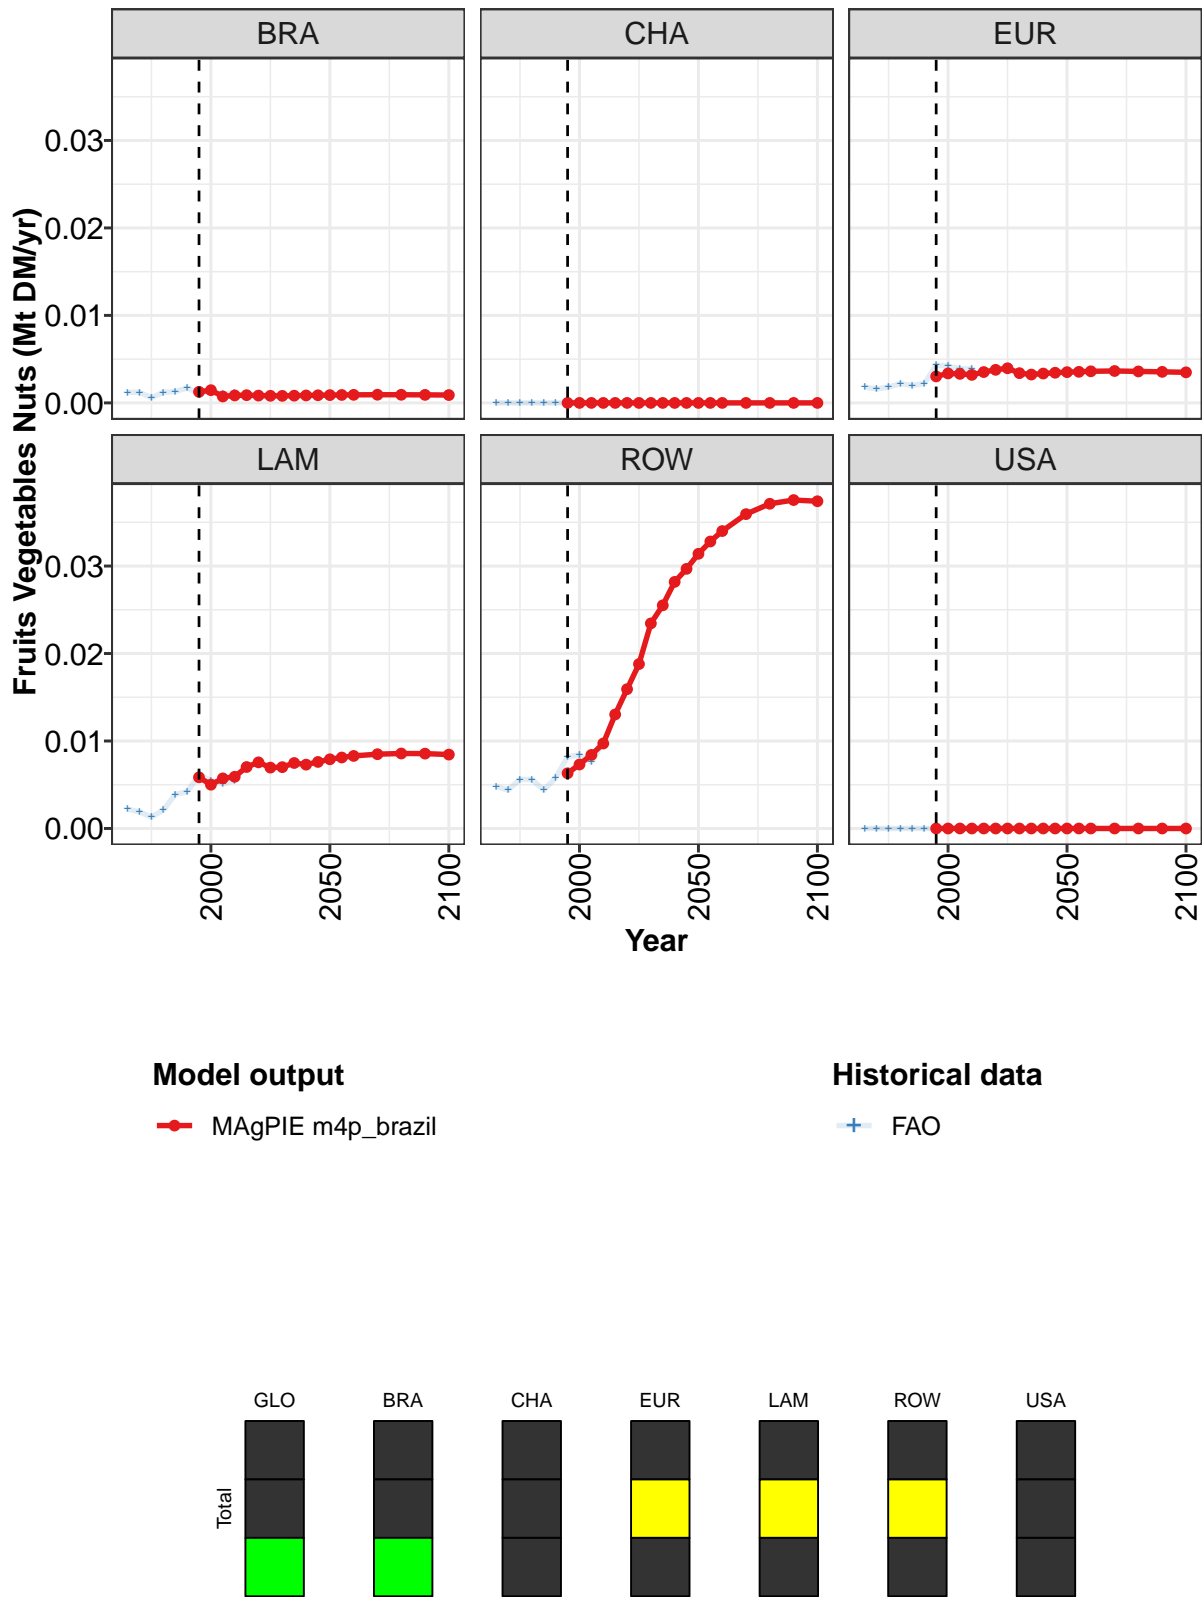 BRA CHA EUR
0.03
0.02
0.01
0.00
LAM ROW USA
0.03
0.02
0.01
0.00
Fruits Vegetables Nuts (Mt DM/yr)
2000 2050 2100 2000 2050 2100 2000 2050 2100
Year
Model output Historical data
MAgPIE m4p_brazil FAO
GLO BRA CHA EUR LAM ROW USA
Total